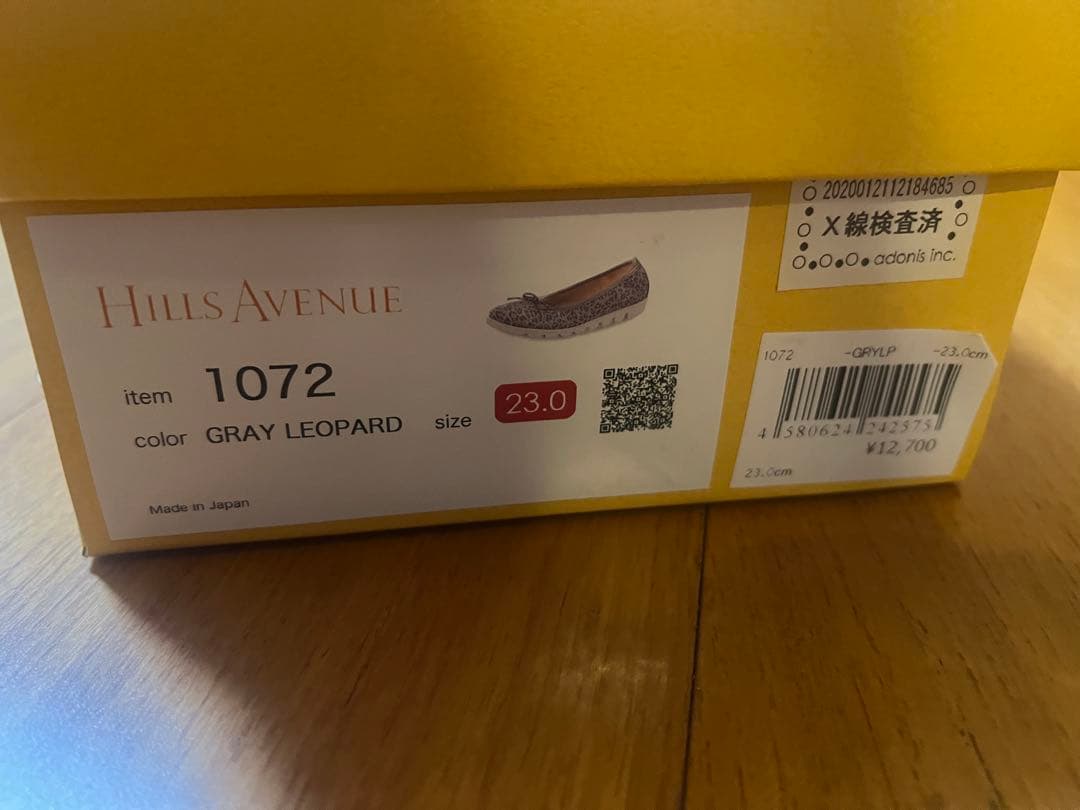 HILLS AVENUE
item 1072
color GRAY LEOPARD size 23.0
Made in Japan
2020012112184685
X線検査済
adonis inc.
1072 -GRYLP -23.0cm
4 580624 242575
¥12,700
23.0cm